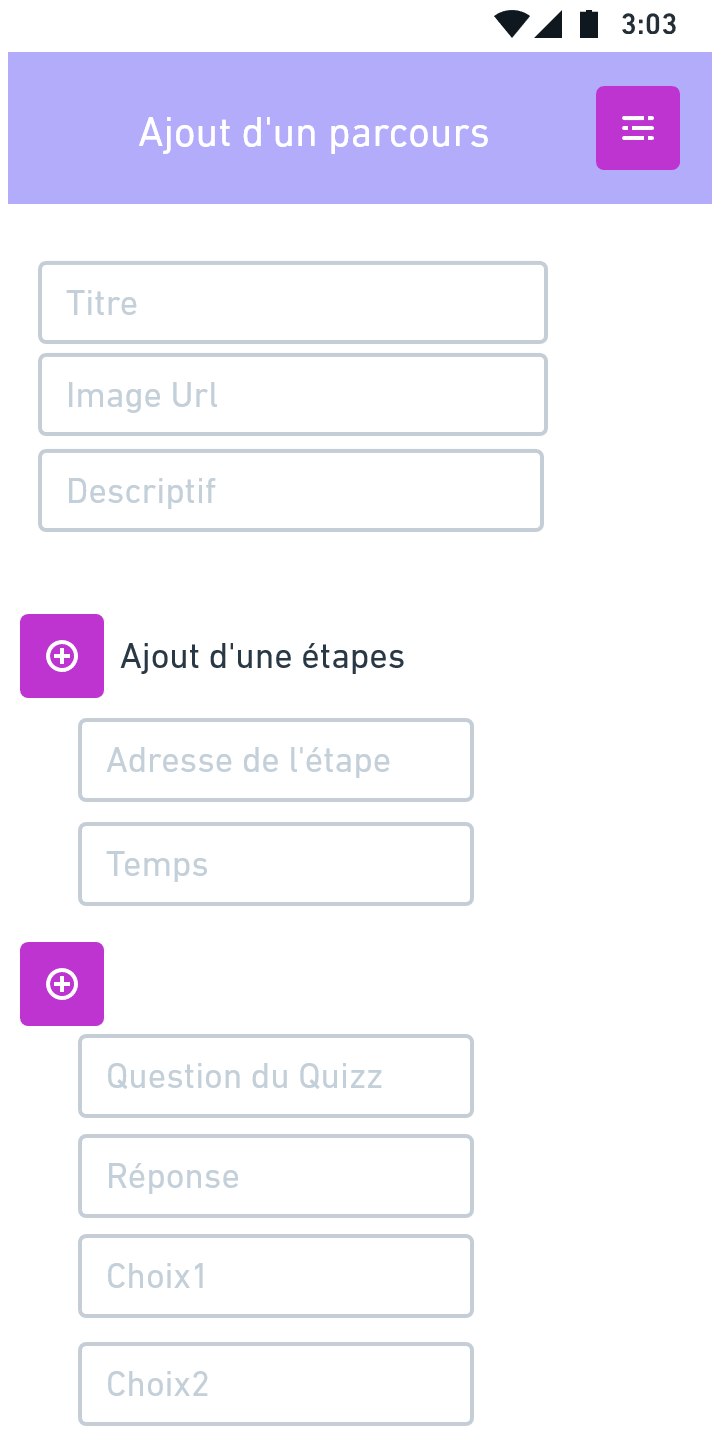 3:03
Ajout d'un parcours
Titre
Image Url
Descriptif
Ajout d'une étapes
Adresse de l'étape
Temps
Question du Quizz
Réponse
Choix1
Choix2